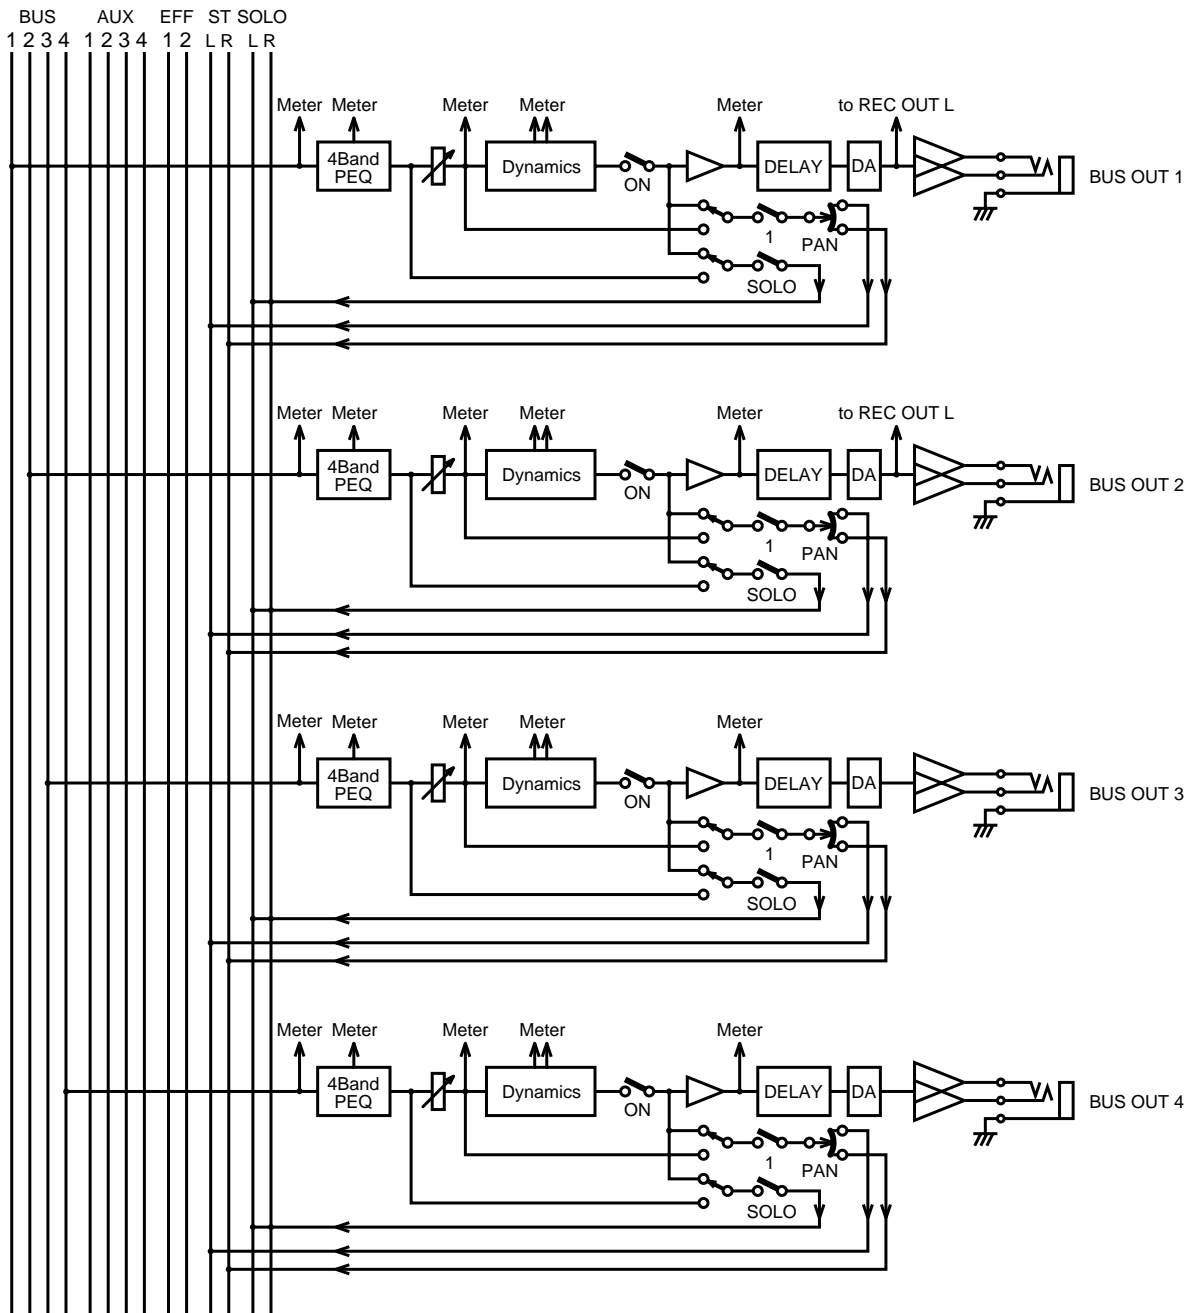 BUS AUX EFF ST SOLO
1 2 3 4 1 2 3 4 1 2 L R L R
Meter Meter Meter Meter Meter to REC OUT L
4Band PEQ Dynamics ON DELAY DA BUS OUT 1
1 PAN
SOLO
Meter Meter Meter Meter Meter to REC OUT L
4Band PEQ Dynamics ON DELAY DA BUS OUT 2
1 PAN
SOLO
Meter Meter Meter Meter Meter
4Band PEQ Dynamics ON DELAY DA BUS OUT 3
1 PAN
SOLO
Meter Meter Meter Meter Meter
4Band PEQ Dynamics ON DELAY DA BUS OUT 4
1 PAN
SOLO